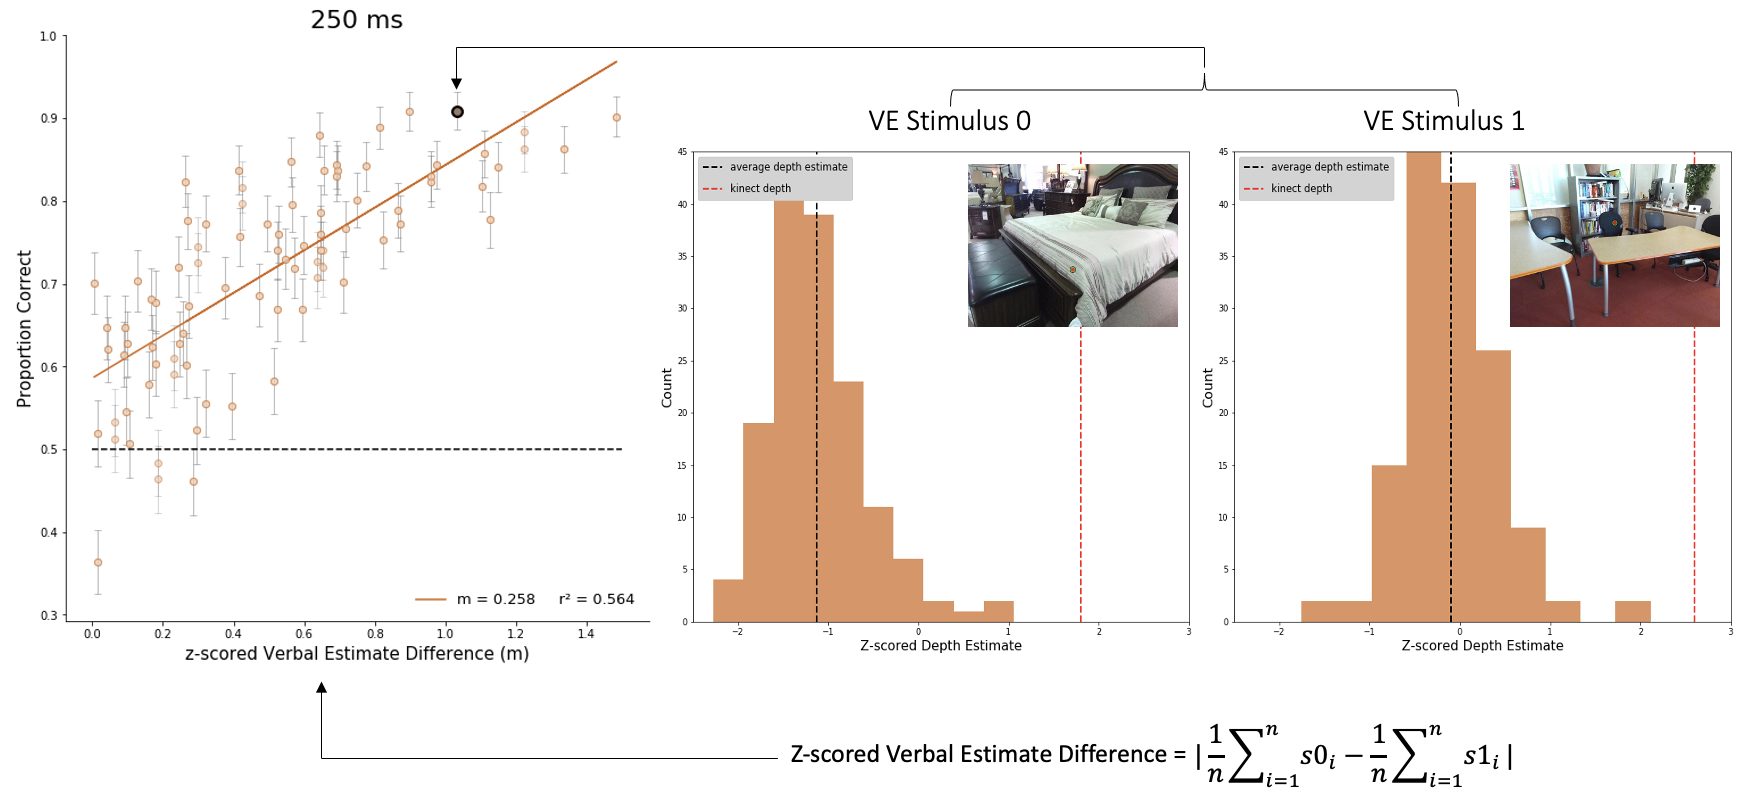 250 ms
Proportion Correct
1.0
0.9
0.8
0.7
0.6
0.5
0.4
0.3
m = 0.258 r² = 0.564
0.0 0.2 0.4 0.6 0.8 1.0 1.2 1.4
z-scored Verbal Estimate Difference (m)
VE Stimulus 0
average depth estimate
kinect depth
Count
45
40
35
30
25
20
15
10
5
0
−2 −1 0 1 2 3
Z-scored Depth Estimate
VE Stimulus 1
average depth estimate
kinect depth
Count
45
40
35
30
25
20
15
10
5
0
−2 −1 0 1 2 3
Z-scored Depth Estimate
Z-scored Verbal Estimate Difference = | 1/n ∑ⁿᵢ₌₁ s0ᵢ − 1/n ∑ⁿᵢ₌₁ s1ᵢ |